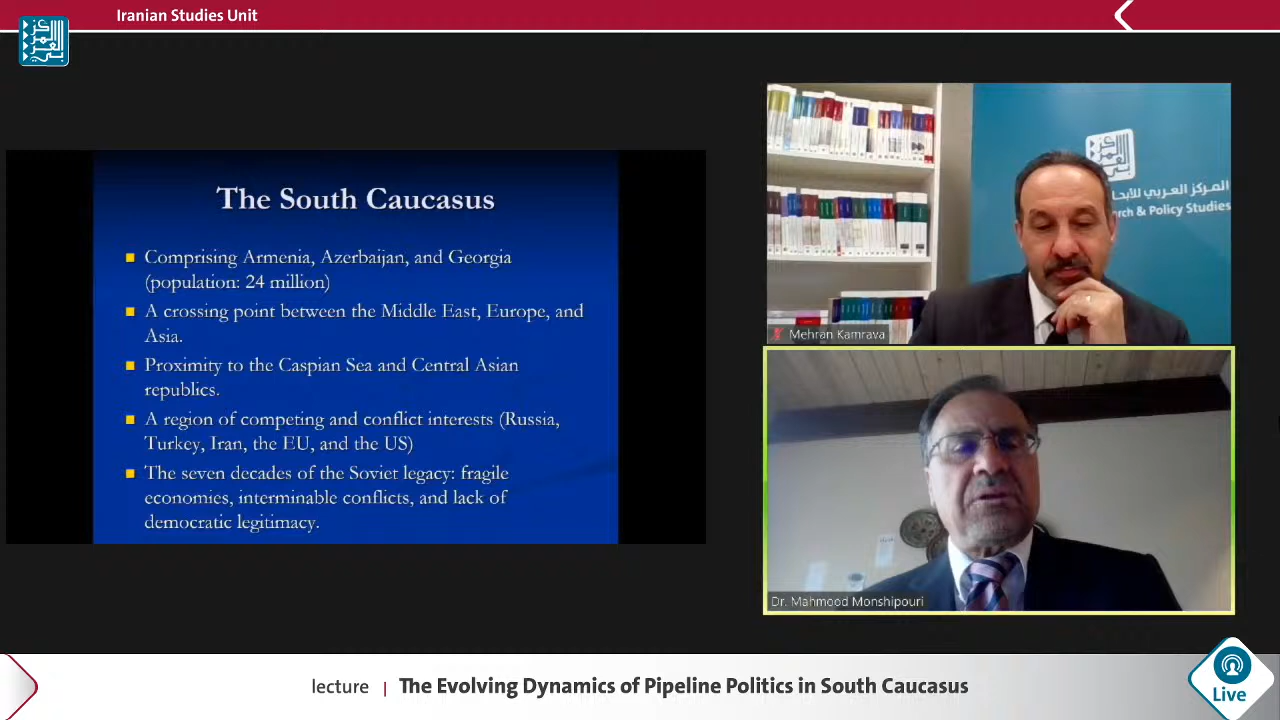 Iranian Studies Unit
The South Caucasus
Comprising Armenia, Azerbaijan, and Georgia
(population: 24 million)
A crossing point between the Middle East, Europe, and
Asia.
Proximity to the Caspian Sea and Central Asian
republics.
A region of competing and conflict interests (Russia,
Turkey, Iran, the EU, and the US)
The seven decades of the Soviet legacy: fragile
economies, interminable conflicts, and lack of
democratic legitimacy.
المركز العربي للأبحا
rch & Policy Studies
Mehran Kamrava
Dr. Mahmood Monshipouri
lecture | The Evolving Dynamics of Pipeline Politics in South Caucasus
Live